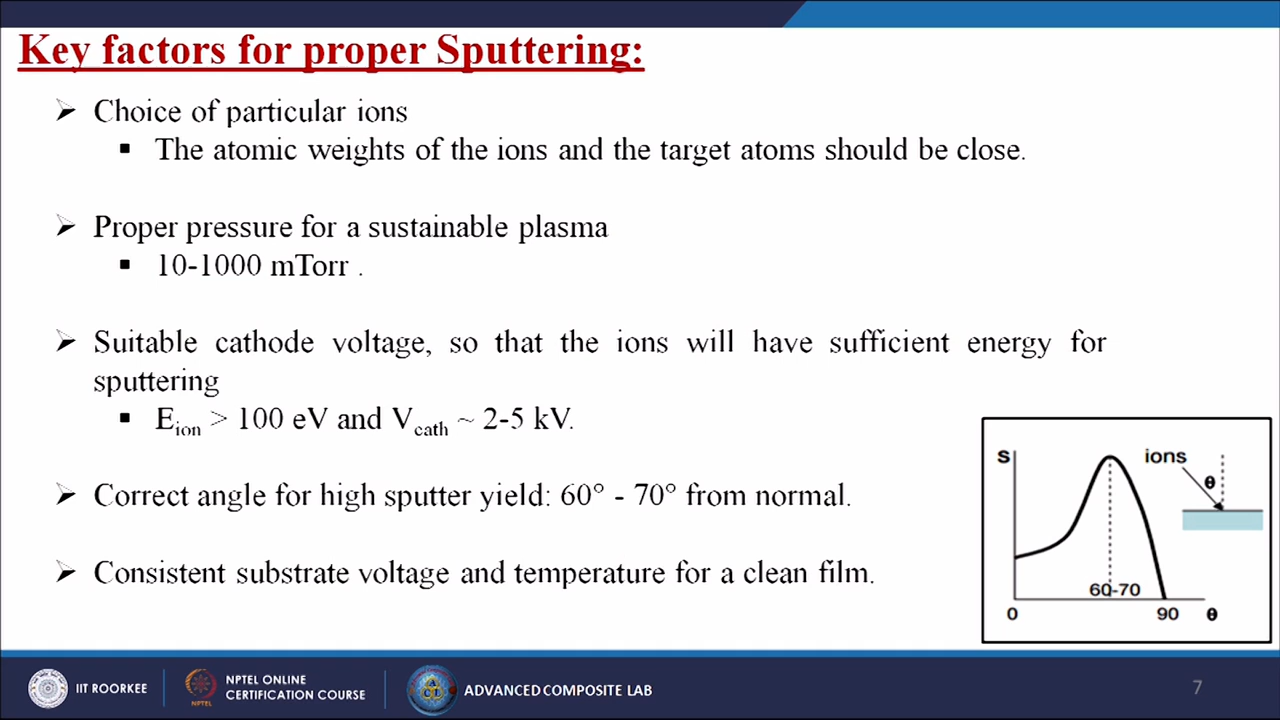 Key factors for proper Sputtering:
➢ Choice of particular ions
▪ The atomic weights of the ions and the target atoms should be close.
➢ Proper pressure for a sustainable plasma
▪ 10-1000 mTorr .
➢ Suitable cathode voltage, so that the ions will have sufficient energy for
sputtering
▪ Eion > 100 eV and Vcath ~ 2-5 kV.
➢ Correct angle for high sputter yield: 60° - 70° from normal.
➢ Consistent substrate voltage and temperature for a clean film.
S
ions
θ
60-70
0
90
θ
IIT ROORKEE
NPTEL
NPTEL ONLINE
CERTIFICATION COURSE
ADVANCED COMPOSITE LAB
7